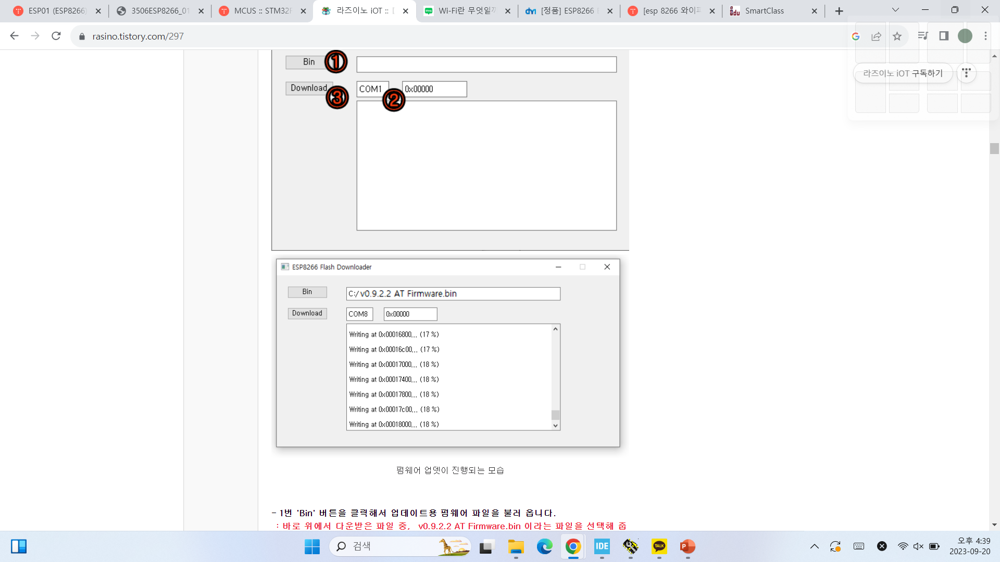 ESP01 (ESP8266)
3506ESP8266_01
MCUS :: STM32F
라즈이노 iOT ::
Wi-Fi란 무엇일까
[정품] ESP8266
[esp 8266 와이파
SmartClass
rasino.tistory.com/297
라즈이노 iOT 구독하기
Bin
①
Download
③
COM1
②
0x00000
ESP8266 Flash Downloader
Bin
C:/ v0.9.2.2 AT Firmware.bin
Download
COM8
0x00000
Writing at 0x00016800... (17 %)
Writing at 0x00016c00... (17 %)
Writing at 0x00017000... (18 %)
Writing at 0x00017400... (18 %)
Writing at 0x00017800... (18 %)
Writing at 0x00017c00... (18 %)
Writing at 0x00018000... (18 %)
펌웨어 업뎃이 진행되는 모습
- 1번 'Bin' 버튼을 클릭해서 업데이트용 펌웨어 파일을 불러 옵니다.
: 바로 위에서 다운받은 파일 중, v0.9.2.2 AT Firmware.bin 이라는 파일을 선택해 줍
검색
IDE
TALK
오후 4:39
2023-09-20